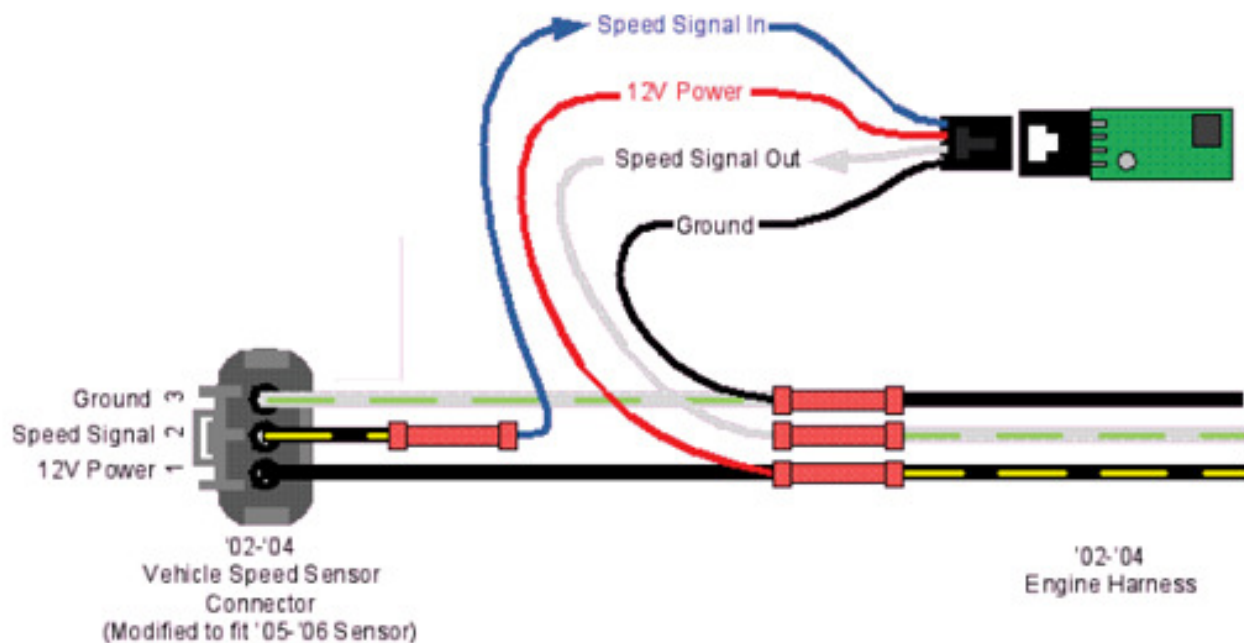 Speed Signal In
12V Power
Speed Signal Out
Ground
Ground 3
Speed Signal 2
12V Power 1
'02-'04
Vehicle Speed Sensor
Connector
(Modified to fit '05-'06 Sensor)
'02-'04
Engine Harness